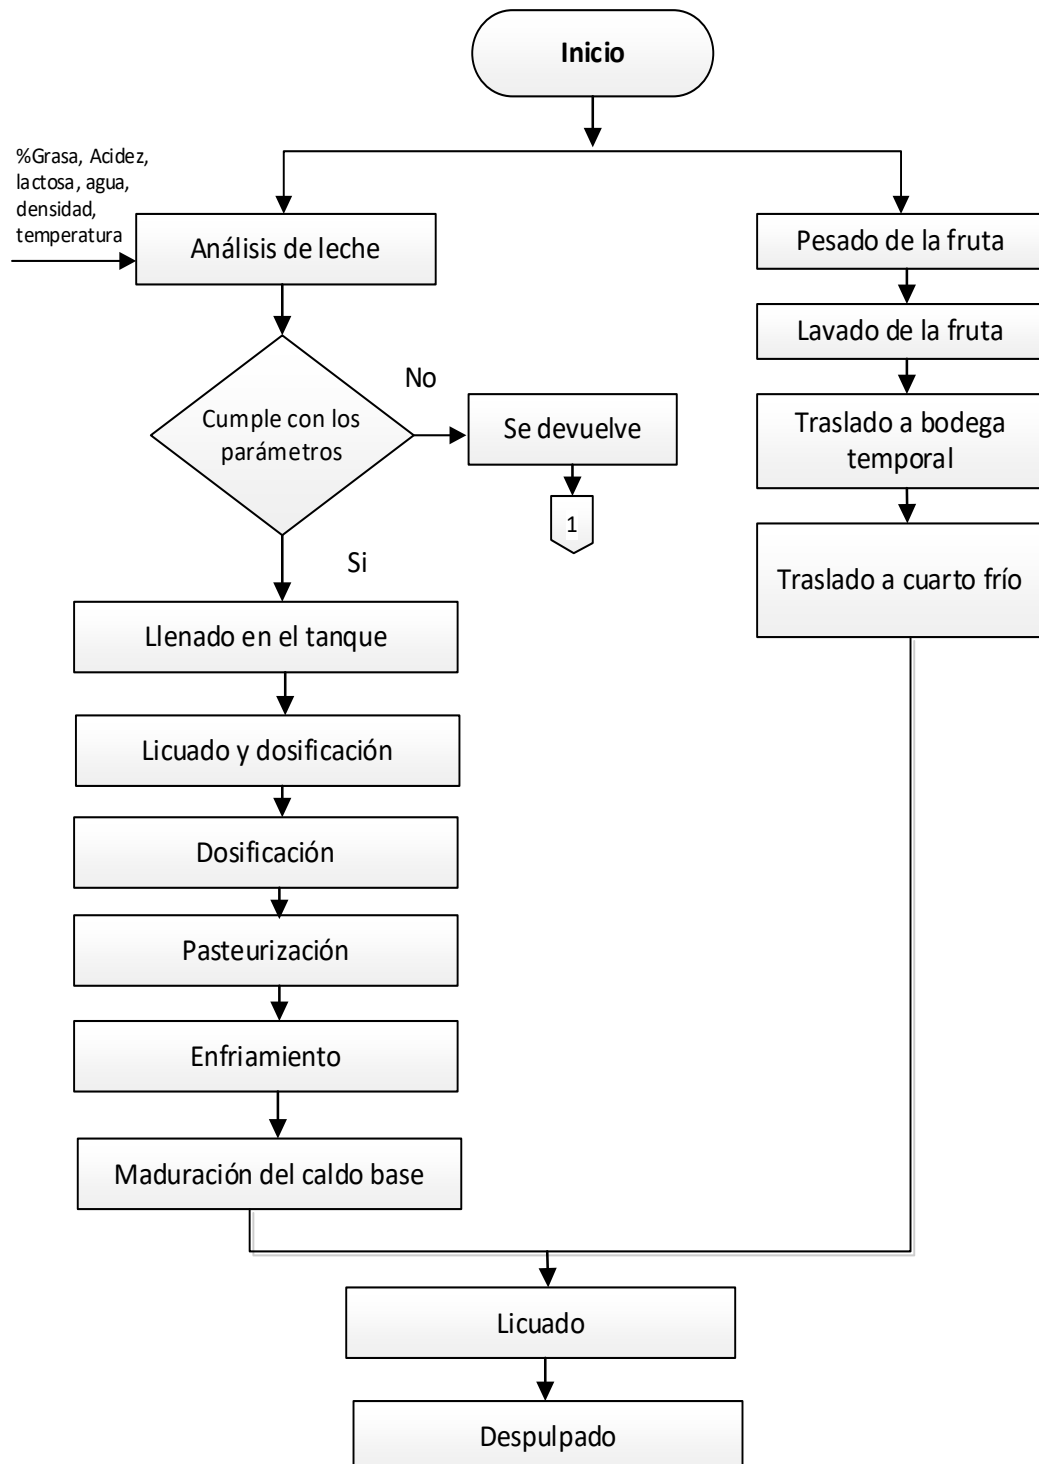 Inicio
%Grasa, Acidez,
lactosa, agua,
densidad,
temperatura
Análisis de leche
Pesado de la fruta
Lavado de la fruta
No
Cumple con los
parámetros
Se devuelve
Traslado a bodega
temporal
1
Si
Traslado a cuarto frío
Llenado en el tanque
Licuado y dosificación
Dosificación
Pasteurización
Enfriamiento
Maduración del caldo base
Licuado
Despulpado